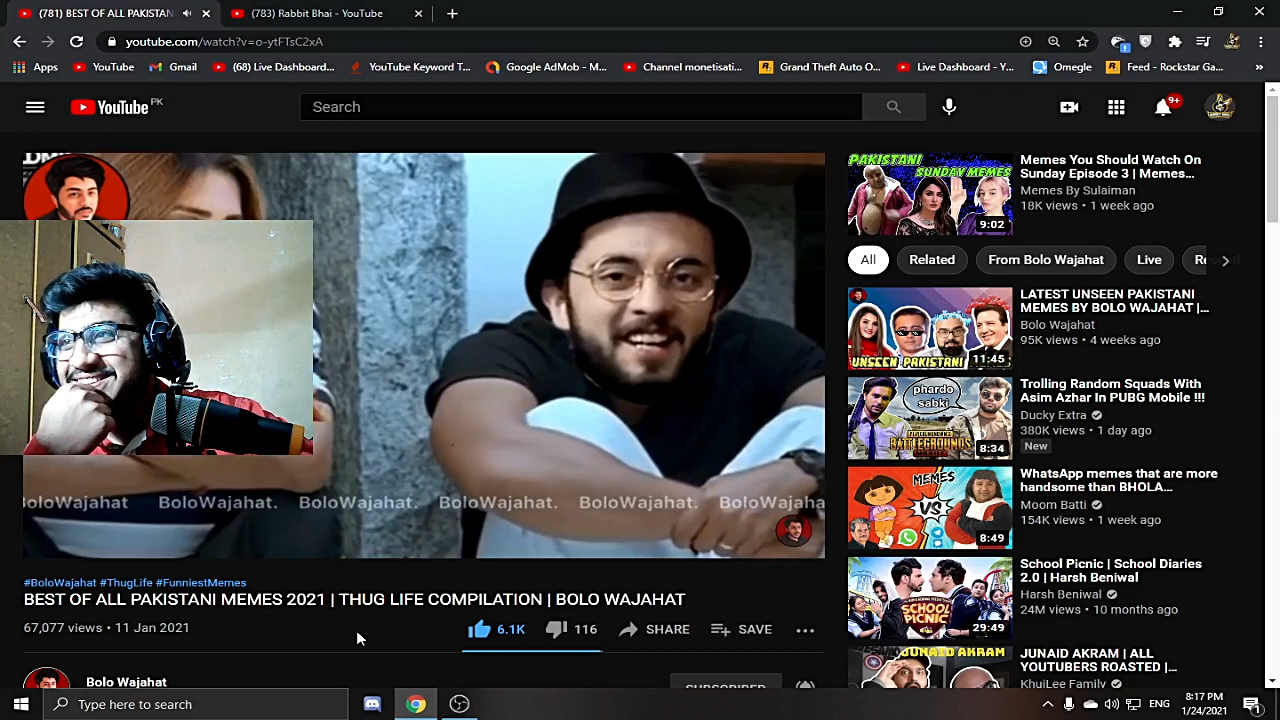 (781) BEST OF ALL PAKISTAN
(783) Rabbit Bhai - YouTube
youtube.com/watch?v=o-ytFTsC2xA
Apps
YouTube
Gmail
(68) Live Dashboard...
YouTube Keyword T...
Google AdMob - M...
Channel monetisati...
Grand Theft Auto O...
Live Dashboard - Y...
Omegle
Feed - Rockstar Ga...
»
YouTube PK
Search
9+
BoloWajahat. BoloWajahat. BoloWajahat. BoloWajahat.
#BoloWajahat #ThugLife #FunniestMemes
BEST OF ALL PAKISTANI MEMES 2021 | THUG LIFE COMPILATION | BOLO WAJAHAT
67,077 views • 11 Jan 2021
6.1K
116
SHARE
SAVE
Bolo Wajahat
SUBSCRIBED
PAKISTANI
SUNDAY MEMES
9:02
Memes You Should Watch On
Sunday Episode 3 | Memes...
Memes By Sulaiman
18K views • 1 week ago
All
Related
From Bolo Wajahat
Live
UNSEEN PAKISTANI
11:45
LATEST UNSEEN PAKISTANI
MEMES BY BOLO WAJAHAT |...
Bolo Wajahat
95K views • 4 weeks ago
phardo
sabki
BATTLEGROUNDS
8:34
Trolling Random Squads With
Asim Azhar In PUBG Mobile !!!
Ducky Extra
380K views • 1 day ago
New
MEMES
VS
8:49
WhatsApp memes that are more
handsome than BHOLA...
Moom Batti
154K views • 1 week ago
SCHOOL
PICNIC
29:49
School Picnic | School Diaries
2.0 | Harsh Beniwal
Harsh Beniwal
24M views • 10 months ago
JUNAID AKRAM
JUNAID AKRAM | ALL
YOUTUBERS ROASTED |...
KhujLee Family
Type here to search
ENG
8:17 PM
1/24/2021
1